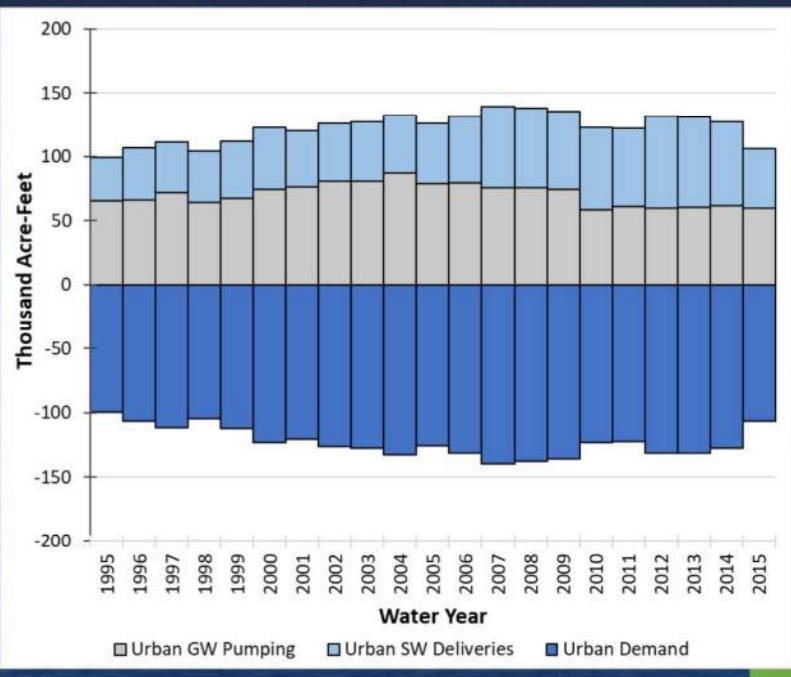 200
150
100
50
0
-50
-100
-150
-200
Thousand Acre-Feet
1995 1996 1997 1998 1999 2000 2001 2002 2003 2004 2005 2006 2007 2008 2009 2010 2011 2012 2013 2014 2015
Water Year
Urban GW Pumping Urban SW Deliveries Urban Demand